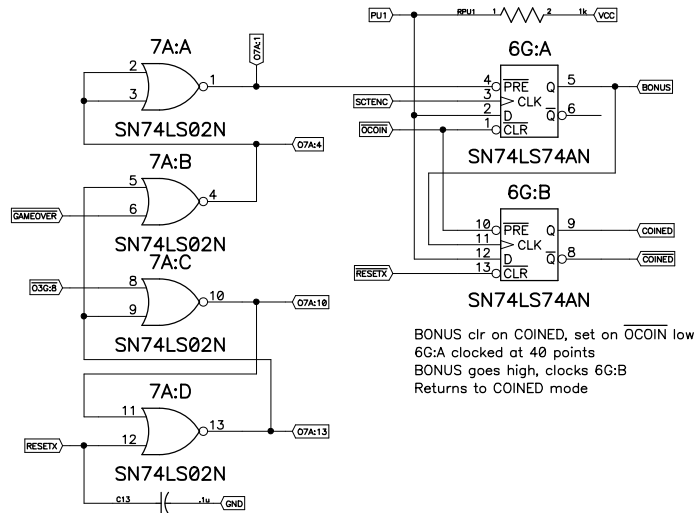 PU1
RPU1
1
2
1k
VCC
7A:A
2
3
1
O7A:1
SN74LS02N
O7A:4
7A:B
5
6
4
GAMEOVER
SN74LS02N
7A:C
O3G:8
8
9
10
O7A:10
SN74LS02N
7A:D
11
12
13
O7A:13
RESETX
SN74LS02N
C13
.1u
GND
6G:A
4
PRE
Q
5
BONUS
SCTENC
3
CLK
2
D
Q
6
OCOIN
1
CLR
SN74LS74AN
6G:B
10
PRE
Q
9
COINED
11
CLK
12
D
Q
8
COINED
RESETX
13
CLR
SN74LS74AN
BONUS clr on COINED, set on OCOIN low
6G:A clocked at 40 points
BONUS goes high, clocks 6G:B
Returns to COINED mode